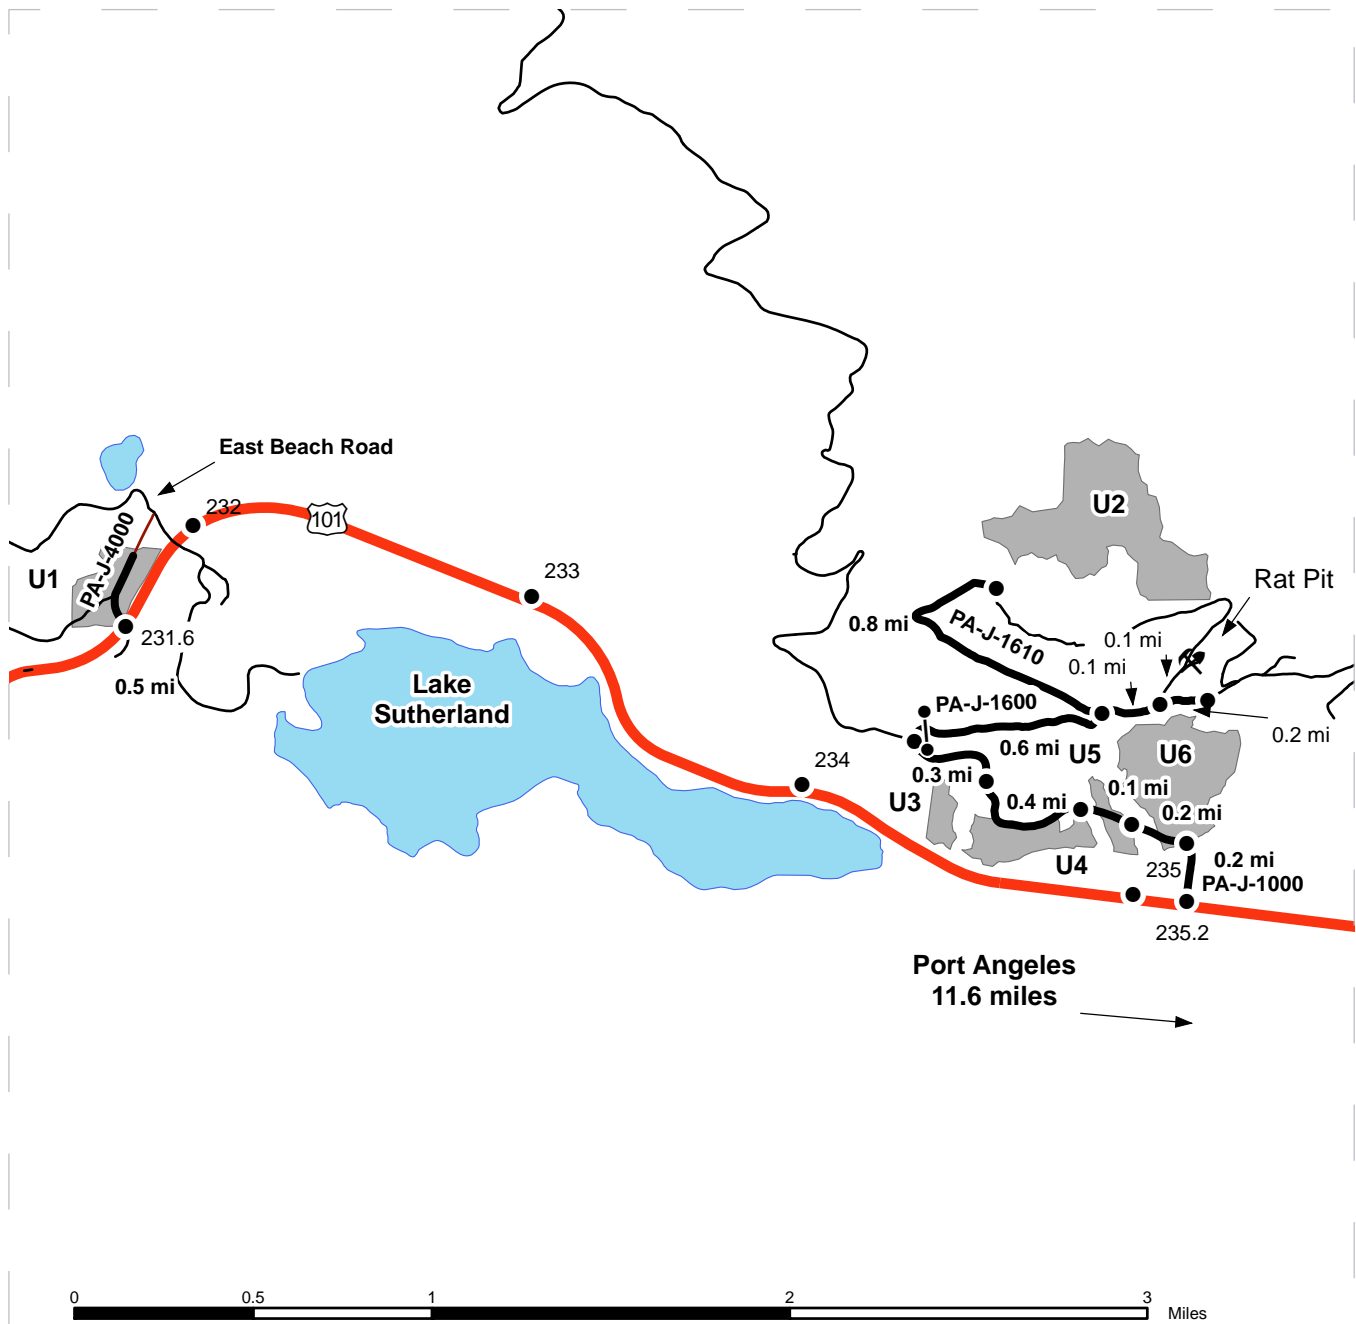 East Beach Road
232
101
U1
PA-J-4000
231.6
0.5 mi
233
Lake
Sutherland
234
U2
Rat Pit
0.8 mi
PA-J-1610
0.1 mi
0.1 mi
PA-J-1600
0.6 mi
U5
U6
0.2 mi
0.3 mi
U3
0.4 mi
0.1 mi
0.2 mi
U4
235
0.2 mi
PA-J-1000
235.2
Port Angeles
11.6 miles
0 0.5 1 2 3
Miles